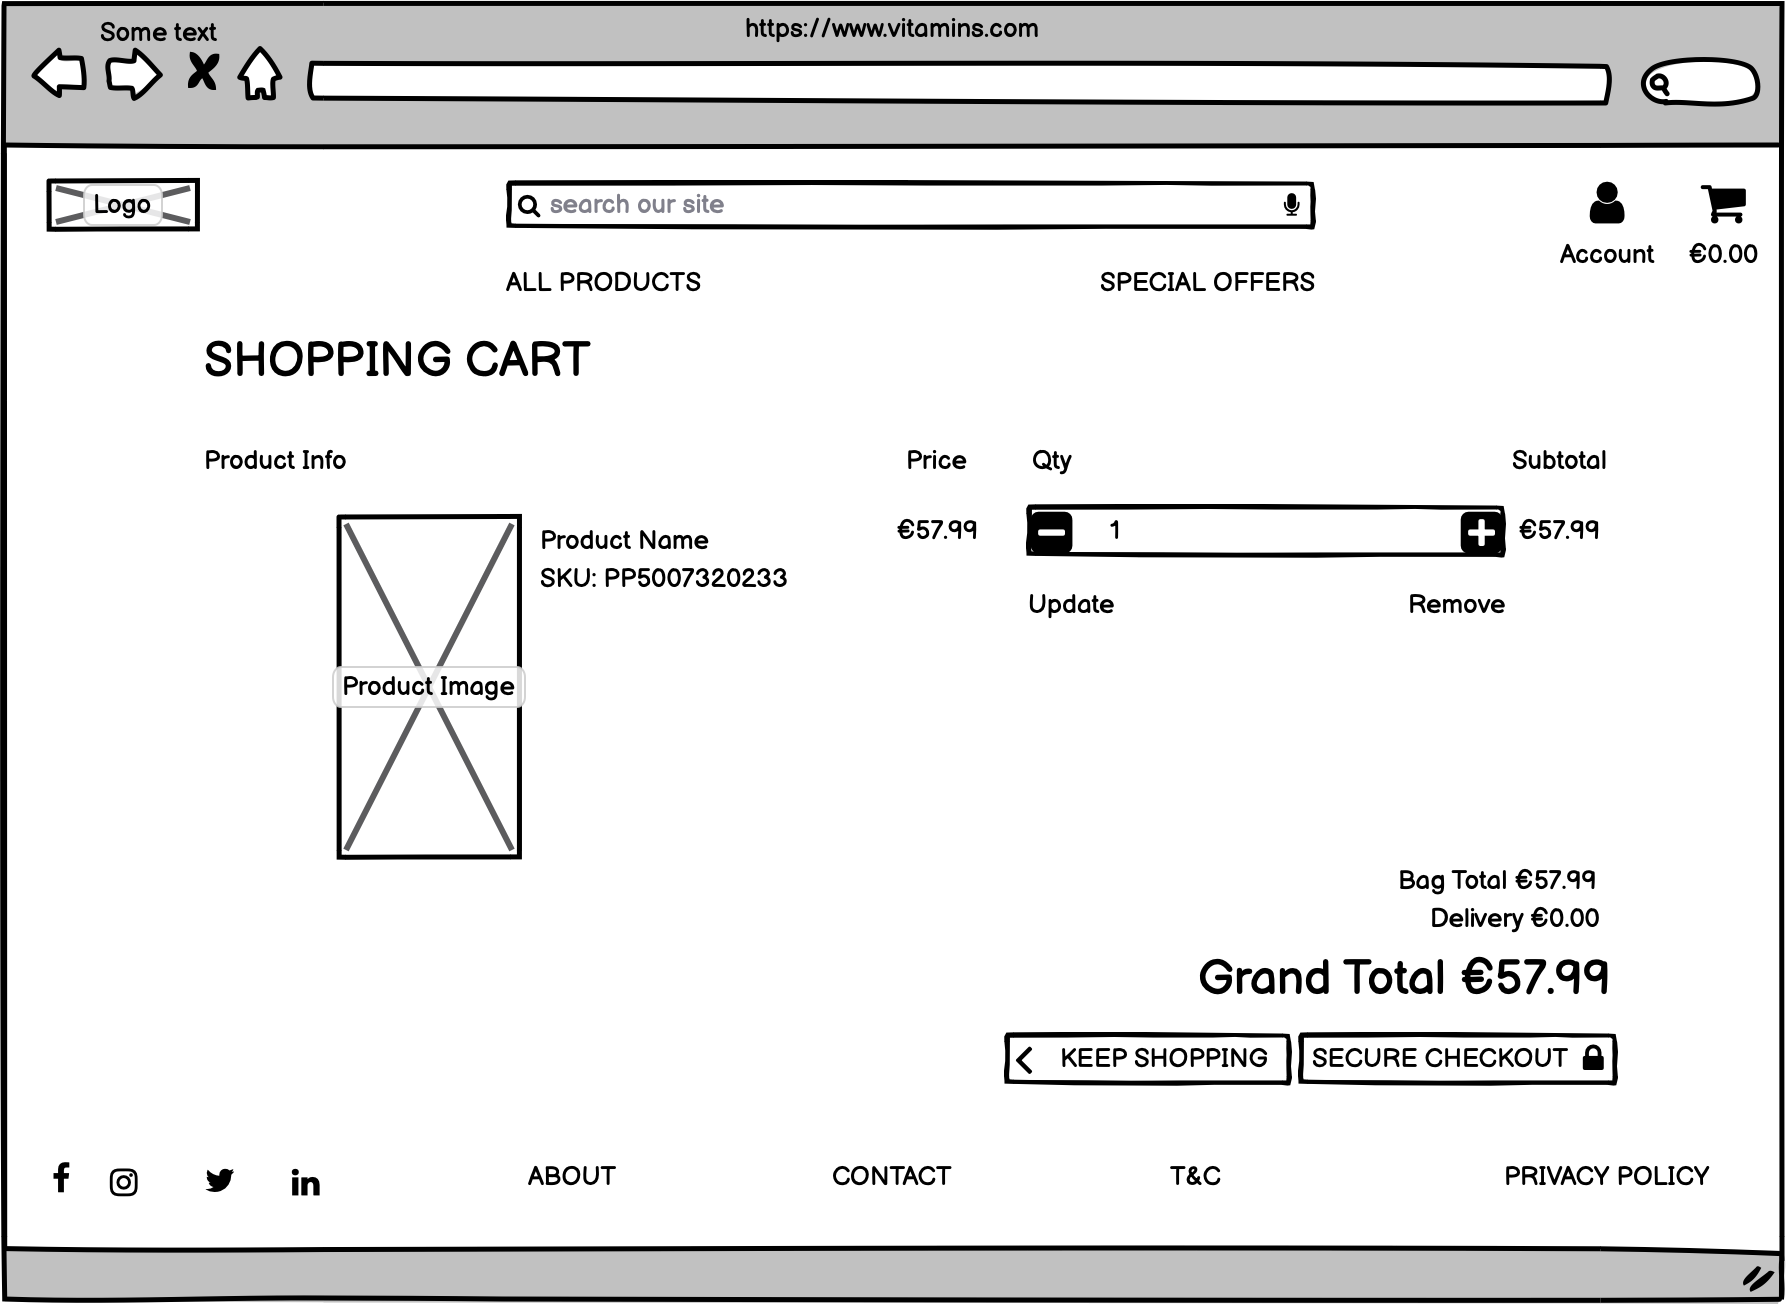 Some text
https://www.vitamins.com
Logo
search our site
Account
€0.00
ALL PRODUCTS
SPECIAL OFFERS
SHOPPING CART
Product Info
Price
Qty
Subtotal
Product Name
SKU: PP5007320233
€57.99
1
€57.99
Update
Remove
Product Image
Bag Total €57.99
Delivery €0.00
Grand Total €57.99
KEEP SHOPPING
SECURE CHECKOUT
ABOUT
CONTACT
T&C
PRIVACY POLICY